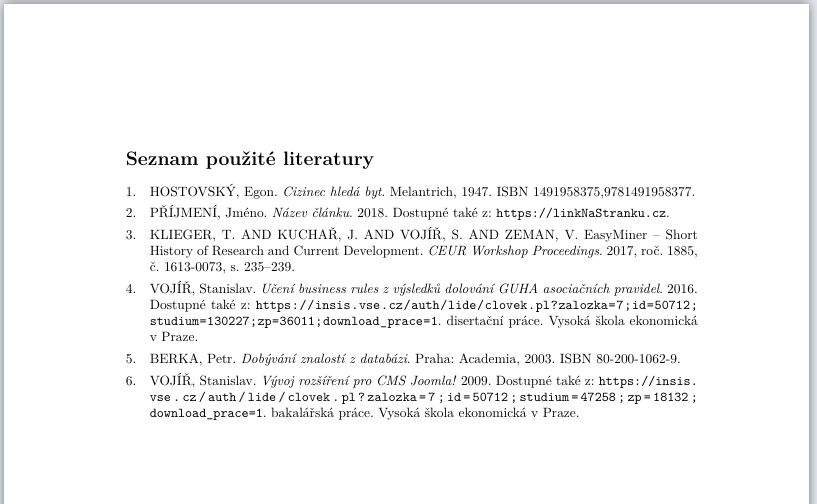 Seznam použité literatury
1. HOSTOVSKÝ, Egon. Cizinec hledá byt. Melantrich, 1947. ISBN 1491958375,9781491958377.
2. PŘÍJMENÍ, Jméno. Název článku. 2018. Dostupné také z: https://linkNaStranku.cz.
3. KLIEGER, T. AND KUCHAŘ, J. AND VOJÍŘ, S. AND ZEMAN, V. EasyMiner – Short
History of Research and Current Development. CEUR Workshop Proceedings. 2017, roč. 1885,
č. 1613-0073, s. 235–239.
4. VOJÍŘ, Stanislav. Učení business rules z výsledků dolování GUHA asociačních pravidel. 2016.
Dostupné také z: https://insis.vse.cz/auth/lide/clovek.pl?zalozka=7;id=50712;
studium=130227;zp=36011;download_prace=1. disertační práce. Vysoká škola ekonomická
v Praze.
5. BERKA, Petr. Dobývání znalostí z databází. Praha: Academia, 2003. ISBN 80-200-1062-9.
6. VOJÍŘ, Stanislav. Vývoj rozšíření pro CMS Joomla! 2009. Dostupné také z: https://insis.
vse.cz/auth/lide/clovek.pl?zalozka=7;id=50712;studium=47258;zp=18132;
download_prace=1. bakalářská práce. Vysoká škola ekonomická v Praze.